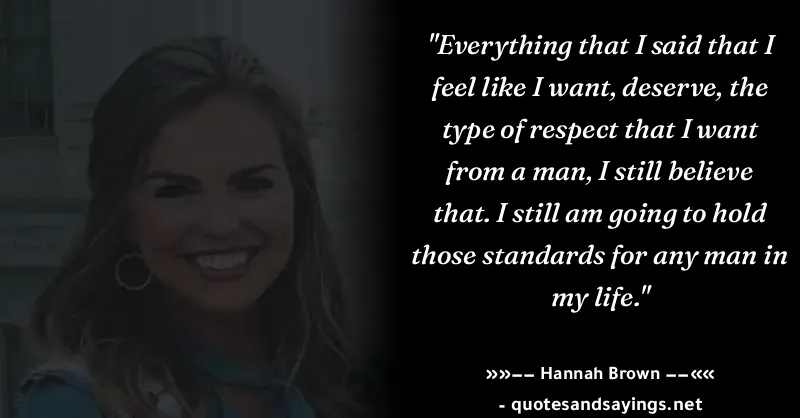 "Everything that I said that I
feel like I want, deserve, the
type of respect that I want
from a man, I still believe
that. I still am going to hold
those standards for any man in
my life."
»»−− Hannah Brown −−««
- quotesandsayings.net